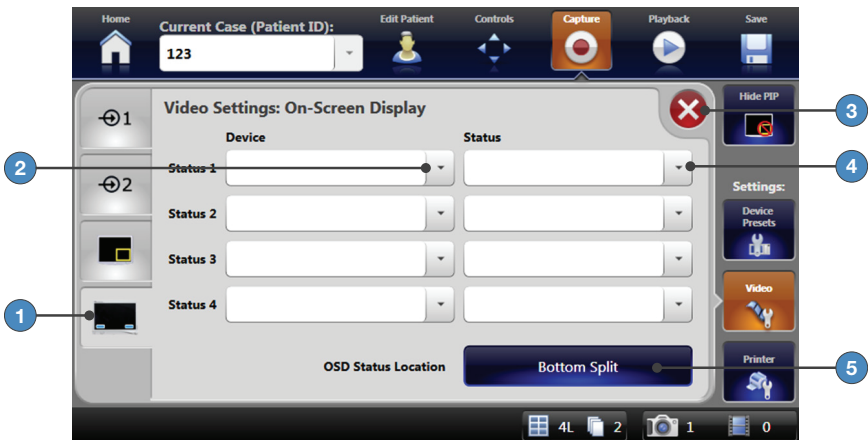 Home
Current Case (Patient ID):
123
Edit Patient
Controls
Capture
Playback
Save
1
2
Video Settings: On-Screen Display
Device
Status
Status 1
Status 2
Status 3
Status 4
OSD Status Location
Bottom Split
Hide PIP
Settings:
Device
Presets
Video
Printer
4L
2
1
0
1
2
3
4
5